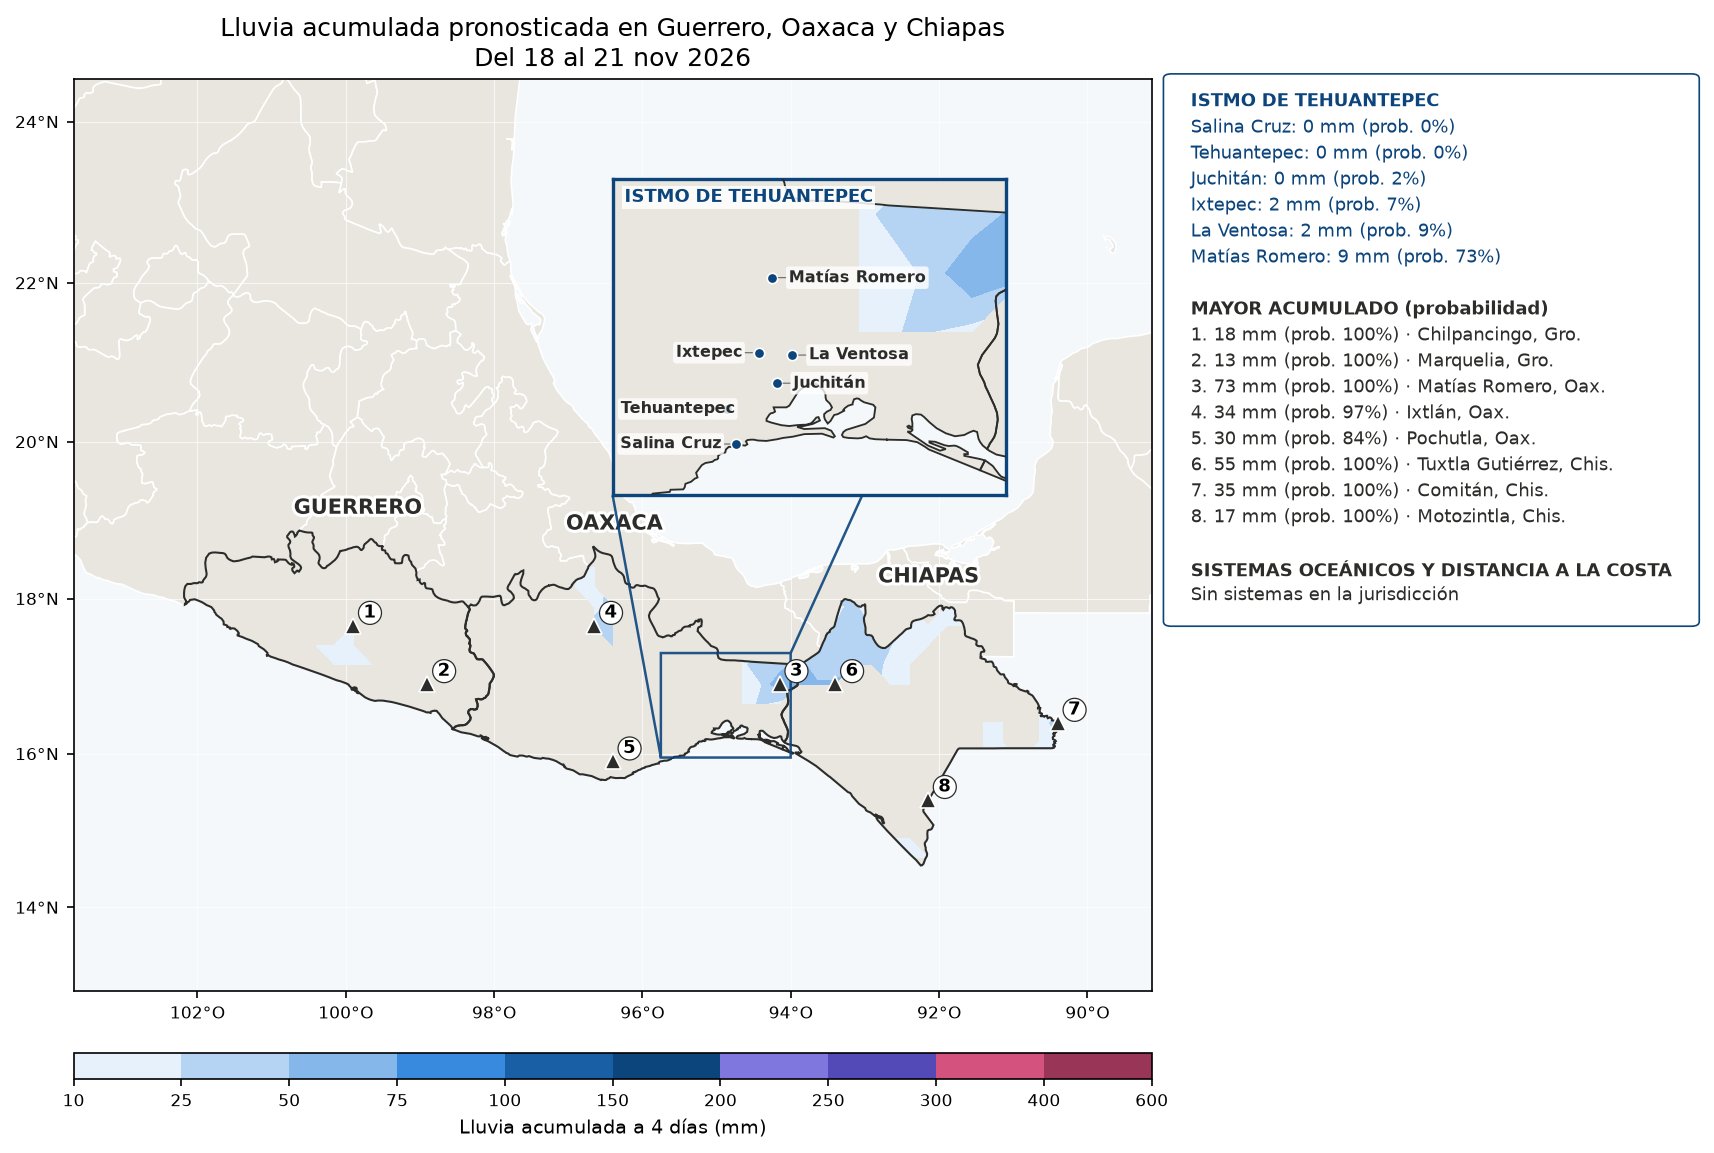 Lluvia acumulada pronosticada en Guerrero, Oaxaca y Chiapas
Del 18 al 21 nov 2026
24°N
22°N
20°N
18°N
16°N
14°N
102°O
100°O
98°O
96°O
94°O
92°O
90°O
ISTMO DE TEHUANTEPEC
Matías Romero
Ixtepec
La Ventosa
Juchitán
Tehuantepec
Salina Cruz
GUERRERO
OAXACA
CHIAPAS
1
2
3
4
5
6
7
8
ISTMO DE TEHUANTEPEC
Salina Cruz: 0 mm (prob. 0%)
Tehuantepec: 0 mm (prob. 0%)
Juchitán: 0 mm (prob. 2%)
Ixtepec: 2 mm (prob. 7%)
La Ventosa: 2 mm (prob. 9%)
Matías Romero: 9 mm (prob. 73%)
MAYOR ACUMULADO (probabilidad)
1. 18 mm (prob. 100%) · Chilpancingo, Gro.
2. 13 mm (prob. 100%) · Marquelia, Gro.
3. 73 mm (prob. 100%) · Matías Romero, Oax.
4. 34 mm (prob. 97%) · Ixtlán, Oax.
5. 30 mm (prob. 84%) · Pochutla, Oax.
6. 55 mm (prob. 100%) · Tuxtla Gutiérrez, Chis.
7. 35 mm (prob. 100%) · Comitán, Chis.
8. 17 mm (prob. 100%) · Motozintla, Chis.
SISTEMAS OCEÁNICOS Y DISTANCIA A LA COSTA
Sin sistemas en la jurisdicción
10 25 50 75 100 150 200 250 300 400 600
Lluvia acumulada a 4 días (mm)